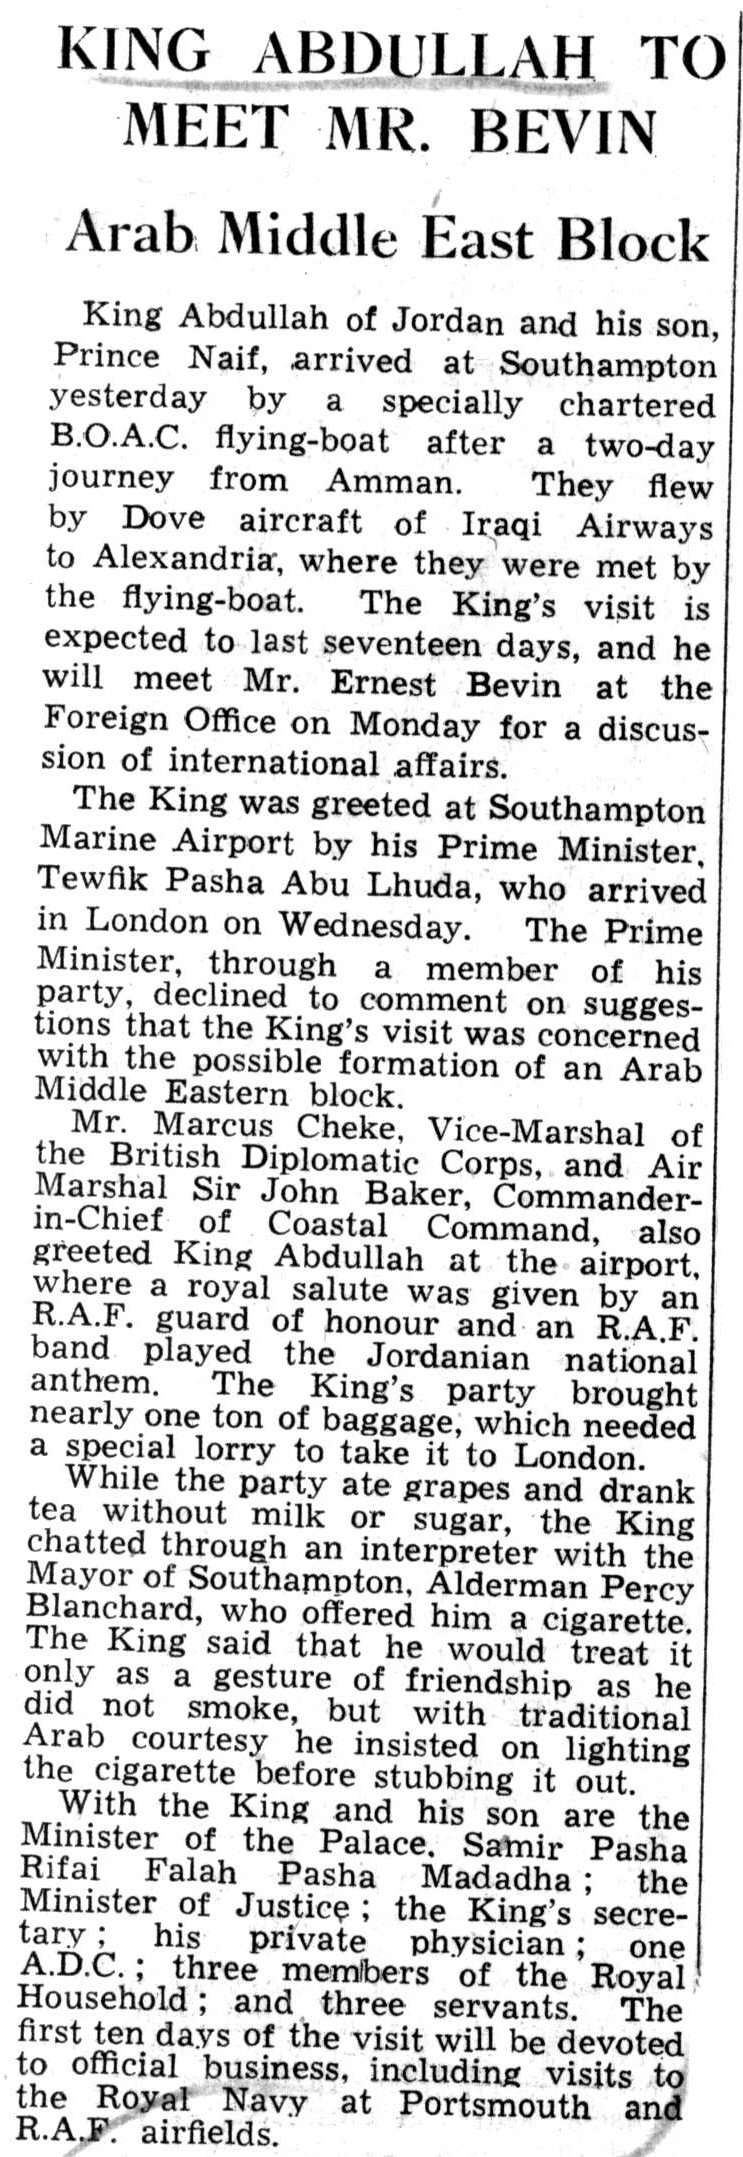 KING ABDULLAH TO
MEET MR. BEVIN
Arab Middle East Block
King Abdullah of Jordan and his son,
Prince Naif, arrived at Southampton
yesterday by a specially chartered
B.O.A.C. flying-boat after a two-day
journey from Amman. They flew
by Dove aircraft of Iraqi Airways
to Alexandria, where they were met by
the flying-boat. The King's visit is
expected to last seventeen days, and he
will meet Mr. Ernest Bevin at the
Foreign Office on Monday for a discus-
sion of international affairs.
The King was greeted at Southampton
Marine Airport by his Prime Minister,
Tewfik Pasha Abu Lhuda, who arrived
in London on Wednesday. The Prime
Minister, through a member of his
party, declined to comment on sugges-
tions that the King's visit was concerned
with the possible formation of an Arab
Middle Eastern block.
Mr. Marcus Cheke, Vice-Marshal of
the British Diplomatic Corps, and Air
Marshal Sir John Baker, Commander-
in-Chief of Coastal Command, also
greeted King Abdullah at the airport,
where a royal salute was given by an
R.A.F. guard of honour and an R.A.F.
band played the Jordanian national
anthem. The King's party brought
nearly one ton of baggage, which needed
a special lorry to take it to London.
While the party ate grapes and drank
tea without milk or sugar, the King
chatted through an interpreter with the
Mayor of Southampton, Alderman Percy
Blanchard, who offered him a cigarette.
The King said that he would treat it
only as a gesture of friendship as he
did not smoke, but with traditional
Arab courtesy he insisted on lighting
the cigarette before stubbing it out.
With the King and his son are the
Minister of the Palace. Samir Pasha
Rifai Falah Pasha Madadha; the
Minister of Justice; the King's secre-
tary; his private physician; one
A.D.C.; three members of the Royal
Household; and three servants. The
first ten days of the visit will be devoted
to official business, including visits to
the Royal Navy at Portsmouth and
R.A.F. airfields.